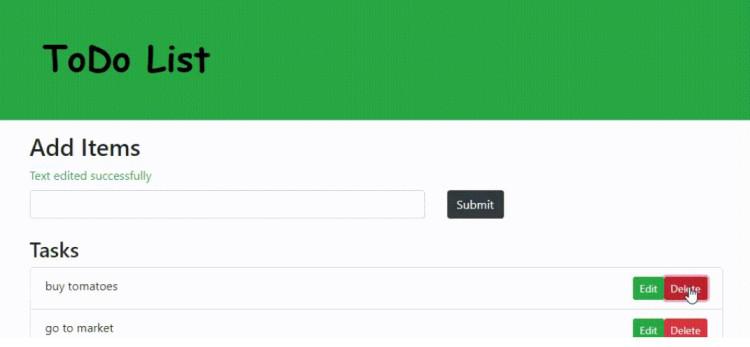 ToDo List
Add Items
Text edited successfully
Submit
Tasks
buy tomatoes Edit Delete
go to market Edit Delete